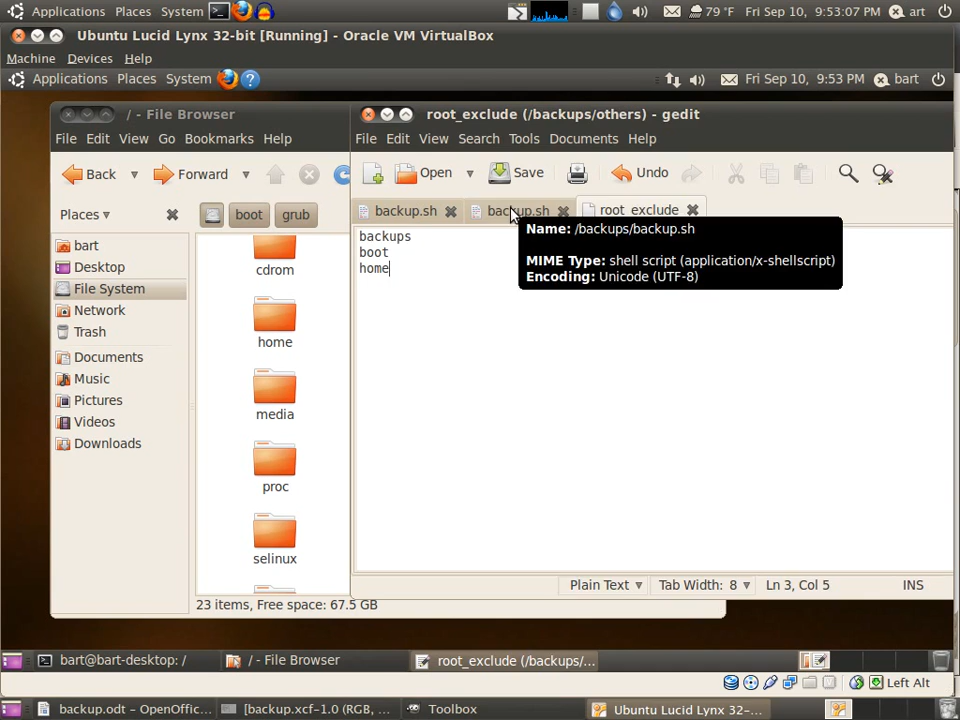 Applications Places System 79 °F Fri Sep 10, 9:53:07 PM art
Ubuntu Lucid Lynx 32-bit [Running] - Oracle VM VirtualBox
Machine Devices Help
Applications Places System Fri Sep 10, 9:53 PM bart
/ - File Browser
File Edit View Go Bookmarks Help
Back Forward
Places boot grub
bart
Desktop
File System
Network
Trash
Documents
Music
Pictures
Videos
Downloads
cdrom
home
media
proc
selinux
23 items, Free space: 67.5 GB
root_exclude (/backups/others) - gedit
File Edit View Search Tools Documents Help
Open Save Undo
backup.sh backup.sh root_exclude
backups
boot
home
Name: /backups/backup.sh
MIME Type: shell script (application/x-shellscript)
Encoding: Unicode (UTF-8)
Plain Text Tab Width: 8 Ln 3, Col 5 INS
bart@bart-desktop: / / - File Browser root_exclude (/backups/...
Left Alt
backup.odt - OpenOffic... [backup.xcf-1.0 (RGB, ... Toolbox Ubuntu Lucid Lynx 32-...